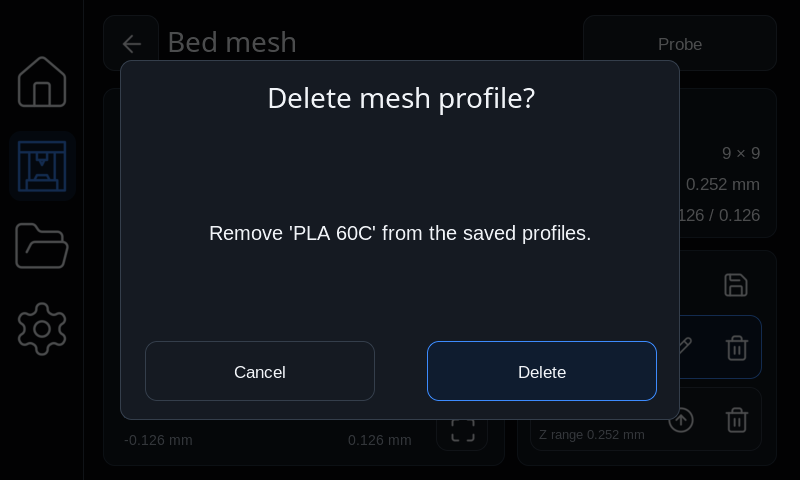 Bed mesh
Probe
Delete mesh profile?
9 × 9
0.252 mm
126 / 0.126
Remove 'PLA 60C' from the saved profiles.
Cancel
Delete
-0.126 mm
0.126 mm
Z range 0.252 mm